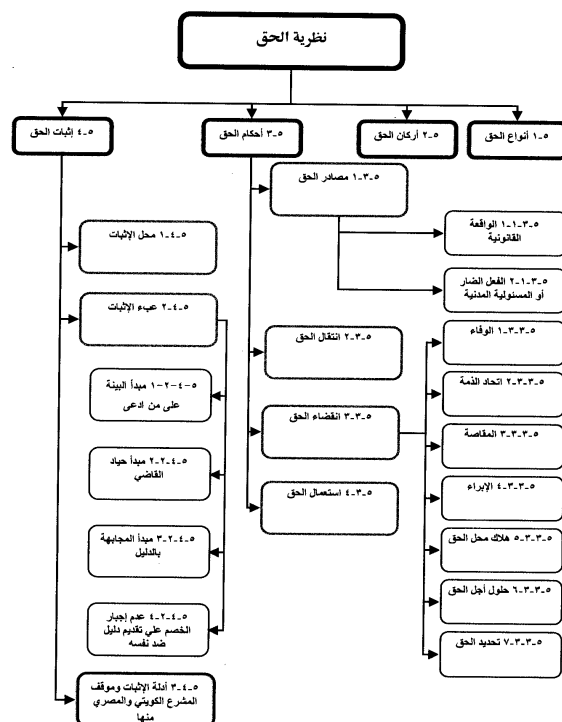 نظرية الحق
٥-١ أنواع الحق
٥-٢ أركان الحق
٥-٣ أحكام الحق
٥-٤ إثبات الحق
٥-٣-١ مصادر الحق
٥-٣-١-١ الواقعة
القانونية
٥-٣-١-٢ الفعل الضار
أو المسئولية المدنية
٥-٣-٢ انتقال الحق
٥-٣-٣ انقضاء الحق
٥-٣-٣-١ الوفاء
٥-٣-٣-٢ اتحاد الذمة
٥-٣-٣-٣ المقاصة
٥-٣-٣-٤ الإبراء
٥-٣-٣-٥ هلاك محل الحق
٥-٣-٣-٦ حلول أجل الحق
٥-٣-٣-٧ تحديد الحق
٥-٣-٤ استعمال الحق
٥-٤-١ محل الإثبات
٥-٤-٢ عبء الإثبات
٥-٤-٢-١ مبدأ البينة
على من ادعى
٥-٤-٢-٢ مبدأ حياد
القاضي
٥-٤-٢-٣ مبدأ المجابهة
بالدليل
٥-٤-٢-٤ عدم إجبار
الخصم علي تقديم دليل
ضد نفسه
٥-٤-٣ أدلة الإثبات وموقف
المشرع الكويتي والمصري
منها